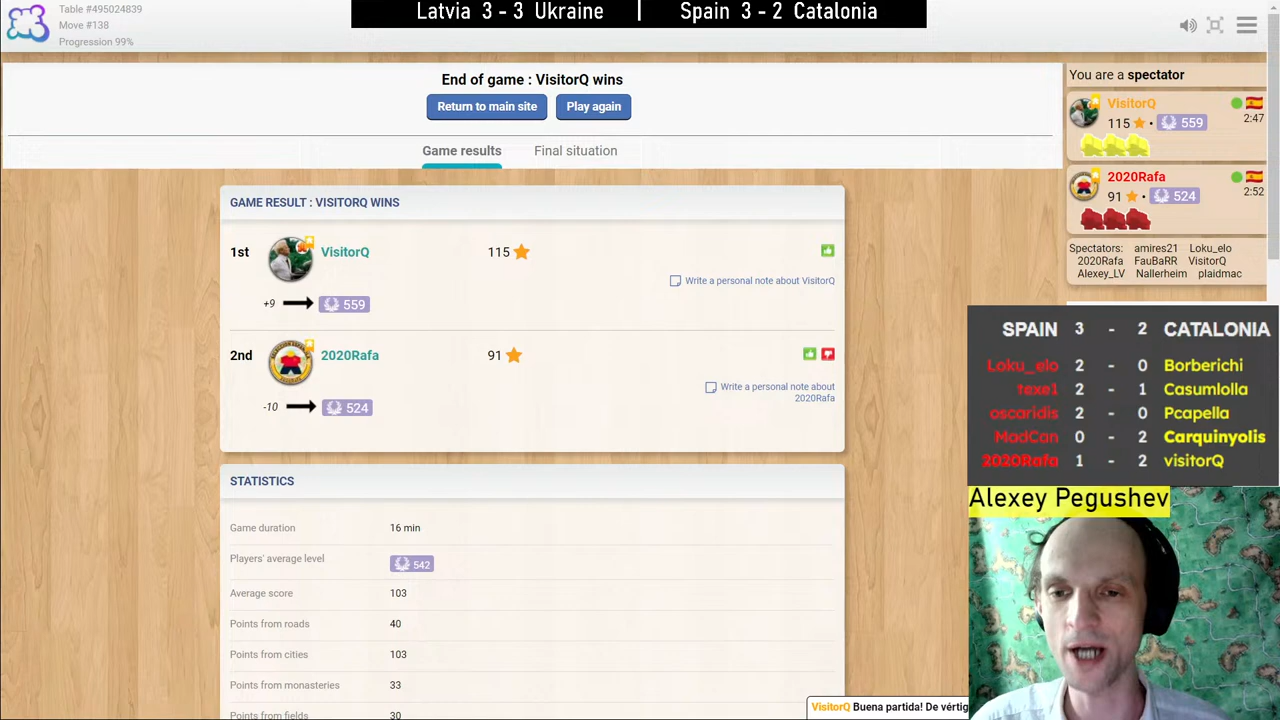 Table #495024839
Move #138
Progression 99%
Latvia 3 - 3 Ukraine | Spain 3 - 2 Catalonia
End of game : VisitorQ wins
Return to main site
Play again
Game results
Final situation
You are a spectator
VisitorQ
115 • 559
2:47
2020Rafa
91 • 524
2:52
Spectators: amires21 Loku_elo
2020Rafa FauBaRR VisitorQ
Alexey_LV Nallerheim plaidmac
GAME RESULT : VISITORQ WINS
1st VisitorQ 115
Write a personal note about VisitorQ
+9 559
2nd 2020Rafa 91
Write a personal note about
2020Rafa
-10 524
STATISTICS
Game duration 16 min
Players' average level 542
Average score 103
Points from roads 40
Points from cities 103
Points from monasteries 33
Points from fields 30
SPAIN 3 - 2 CATALONIA
Loku_elo 2 - 0 Borberichi
texe1 2 - 1 Casumlolla
oscaridis 2 - 0 Pcapella
MadCan 0 - 2 Carquinyolis
2020Rafa 1 - 2 visitorQ
Alexey Pegushev
VisitorQ Buena partida! De vértig